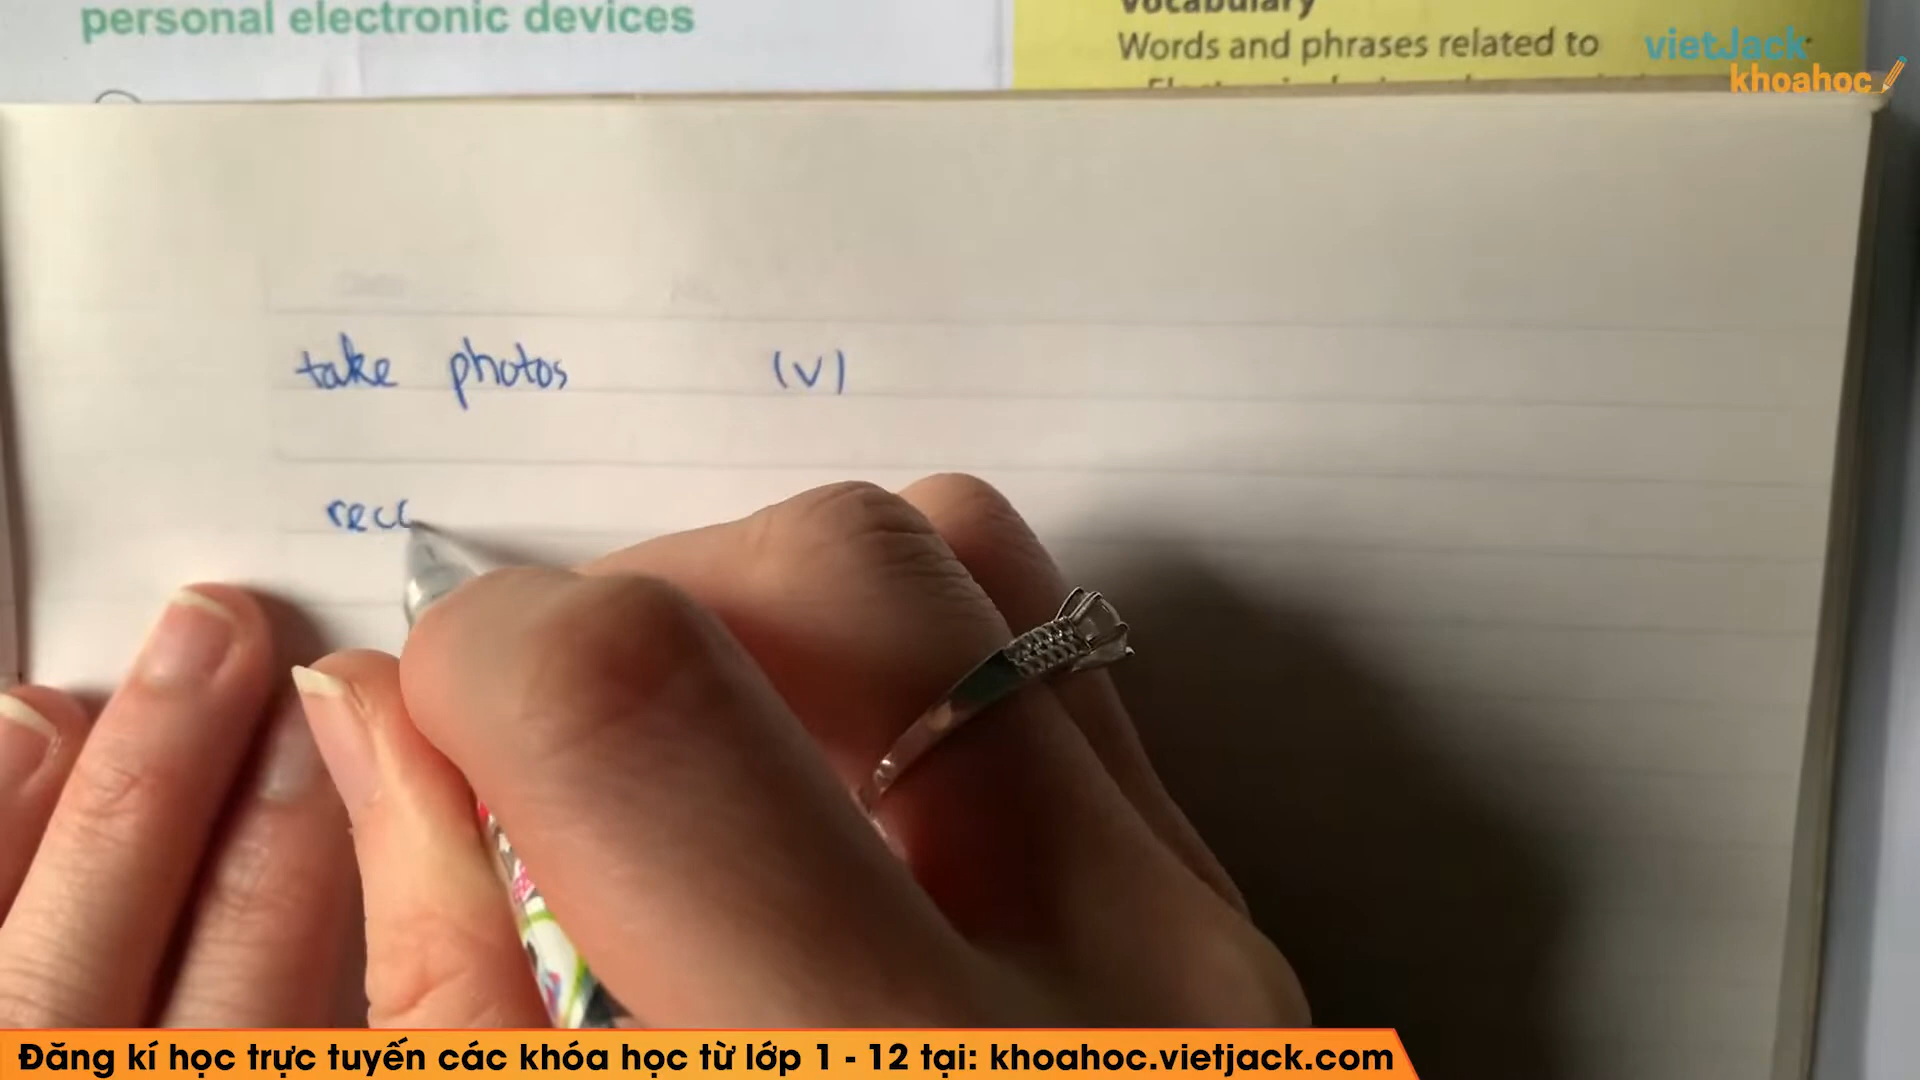 personal electronic devices
Vocabulary
Words and phrases related to
vietJack
khoahoc
take photos (v)
rec
Đăng kí học trực tuyến các khóa học từ lớp 1 - 12 tại: khoahoc.vietjack.com